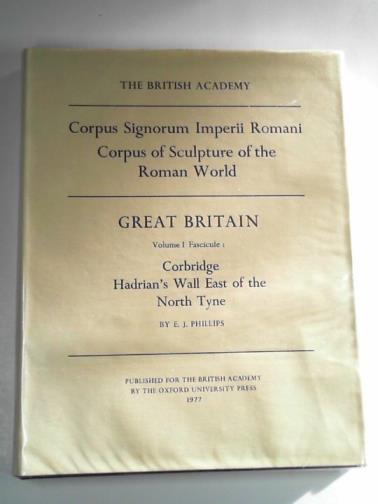 THE BRITISH ACADEMY
Corpus Signorum Imperii Romani
Corpus of Sculpture of the
Roman World
GREAT BRITAIN
Volume I Fascicule 1
Corbridge
Hadrian's Wall East of the
North Tyne
BY E. J. PHILLIPS
PUBLISHED FOR THE BRITISH ACADEMY
BY THE OXFORD UNIVERSITY PRESS
1977